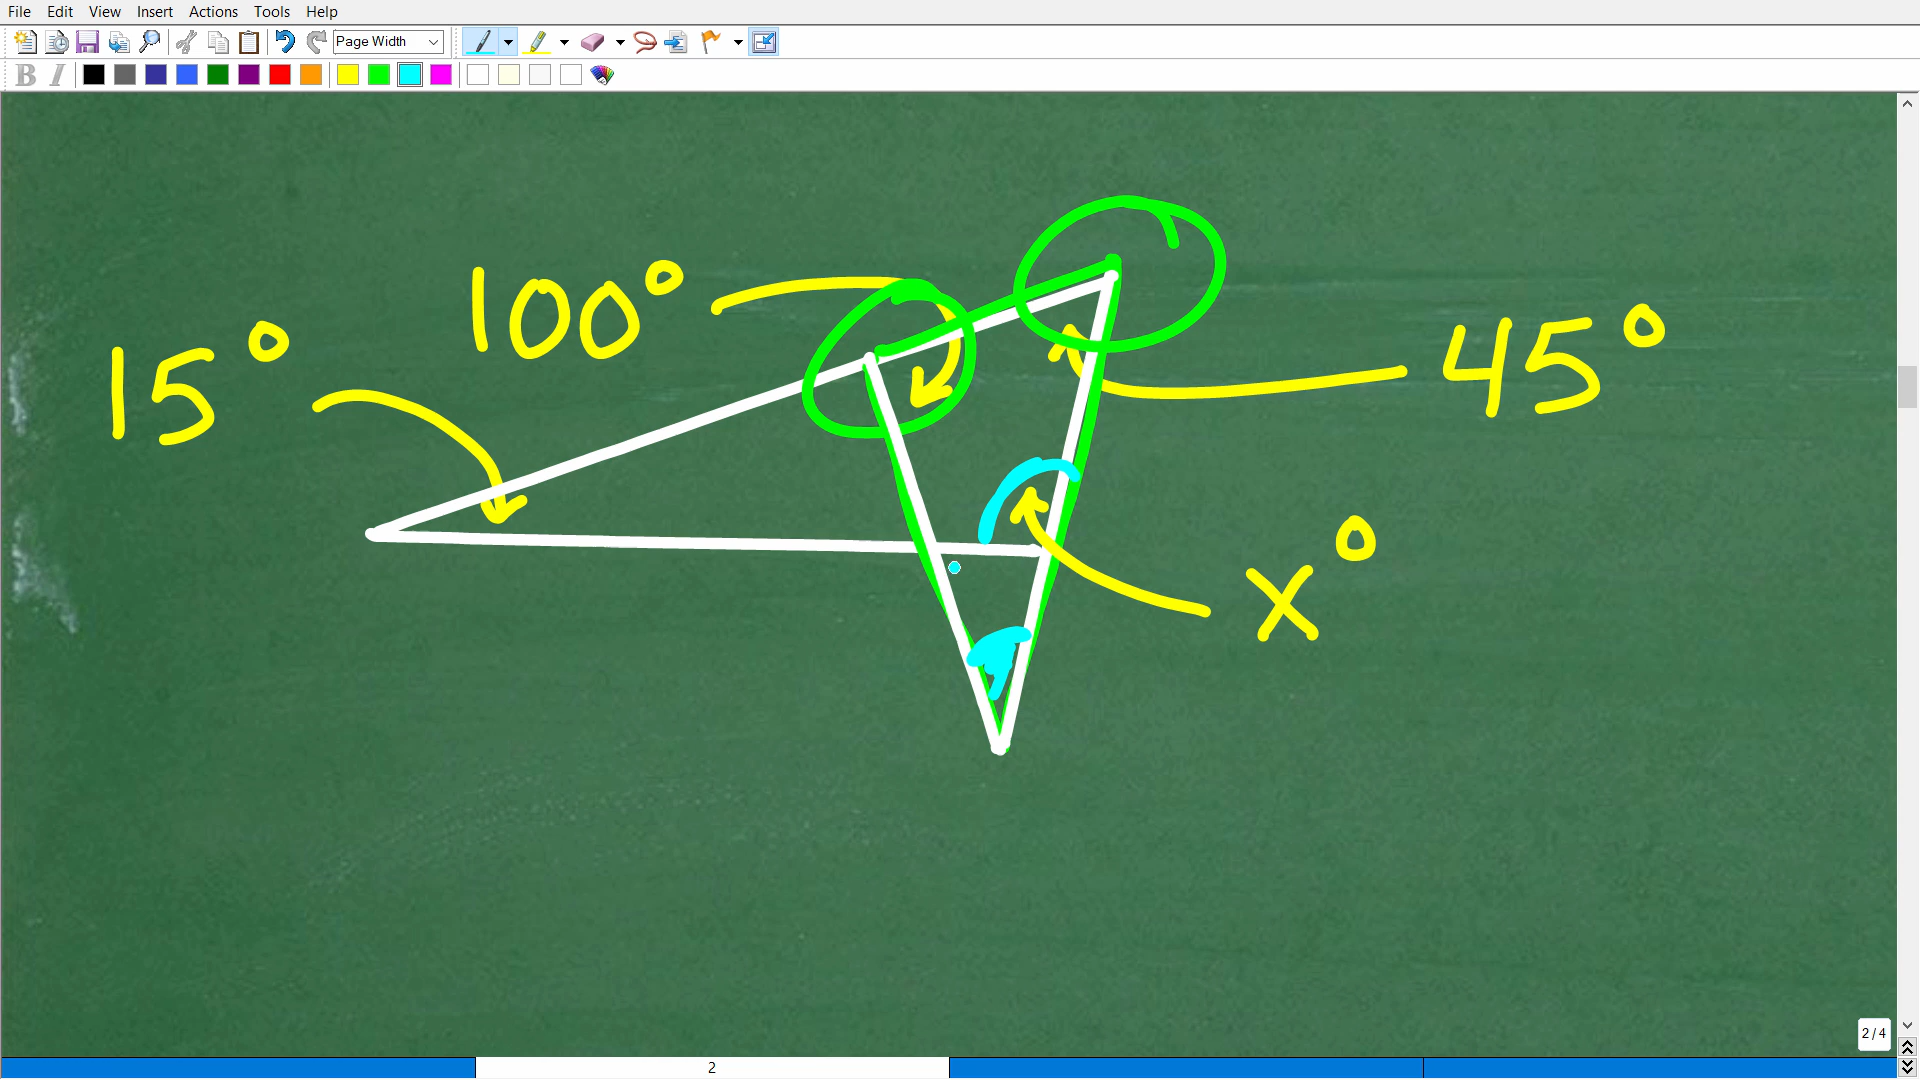 File Edit View Insert Actions Tools Help
Page Width
B I
100°
15°
45°
x°
2 / 4
2